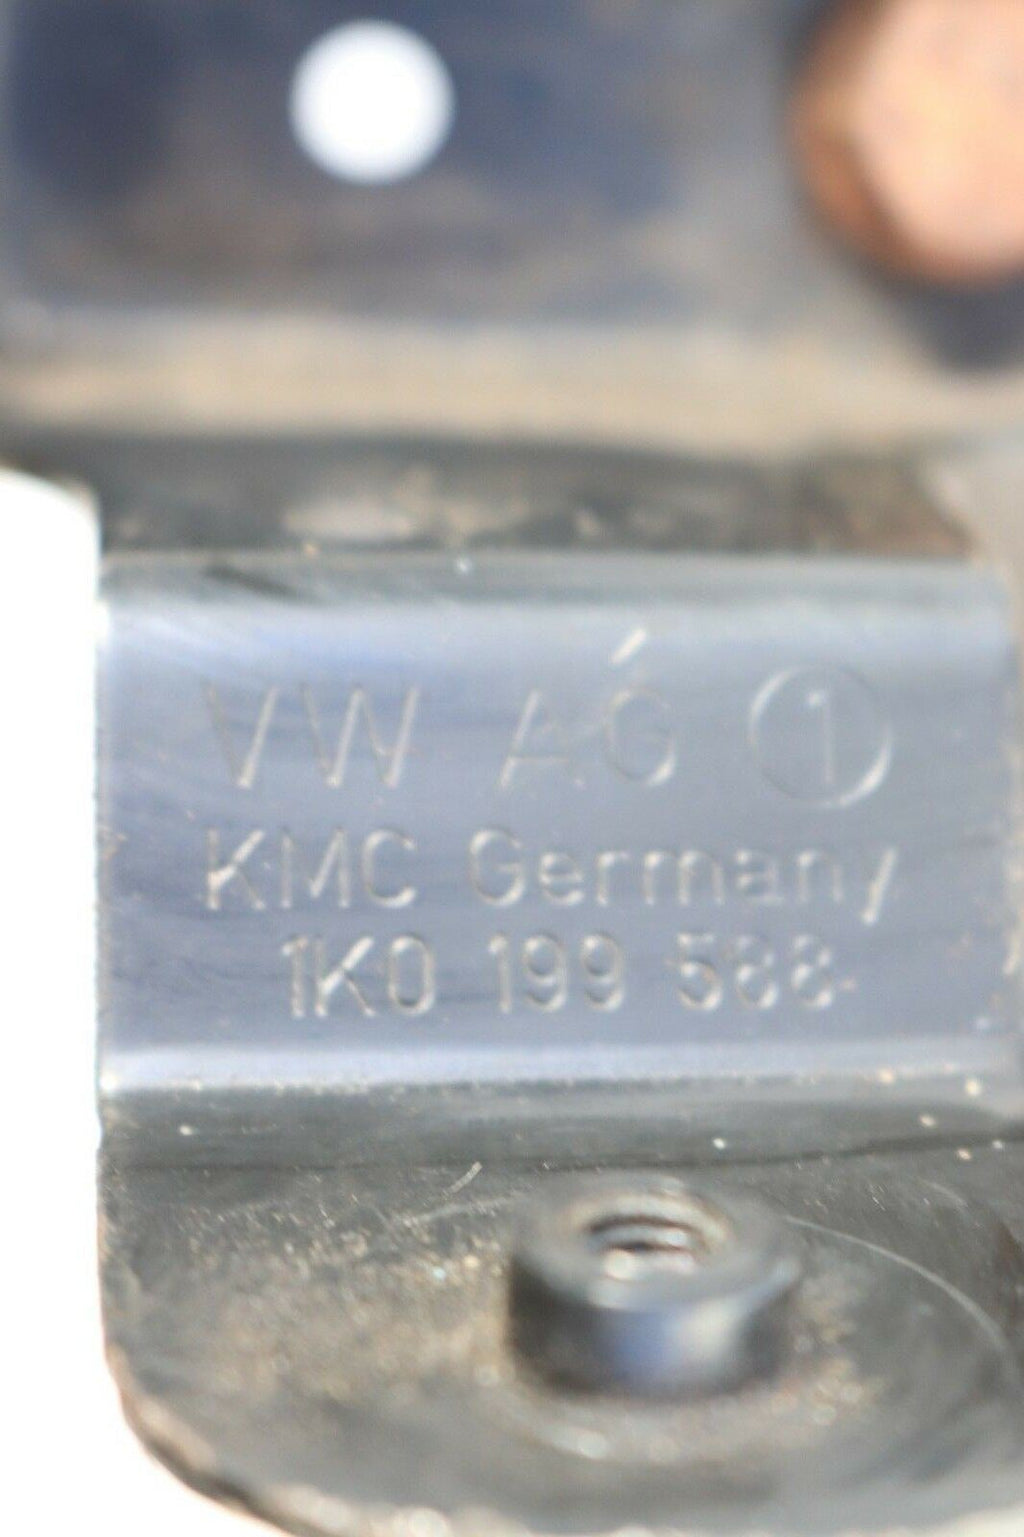 VW AG ①
KMC Germany
1K0 199 588